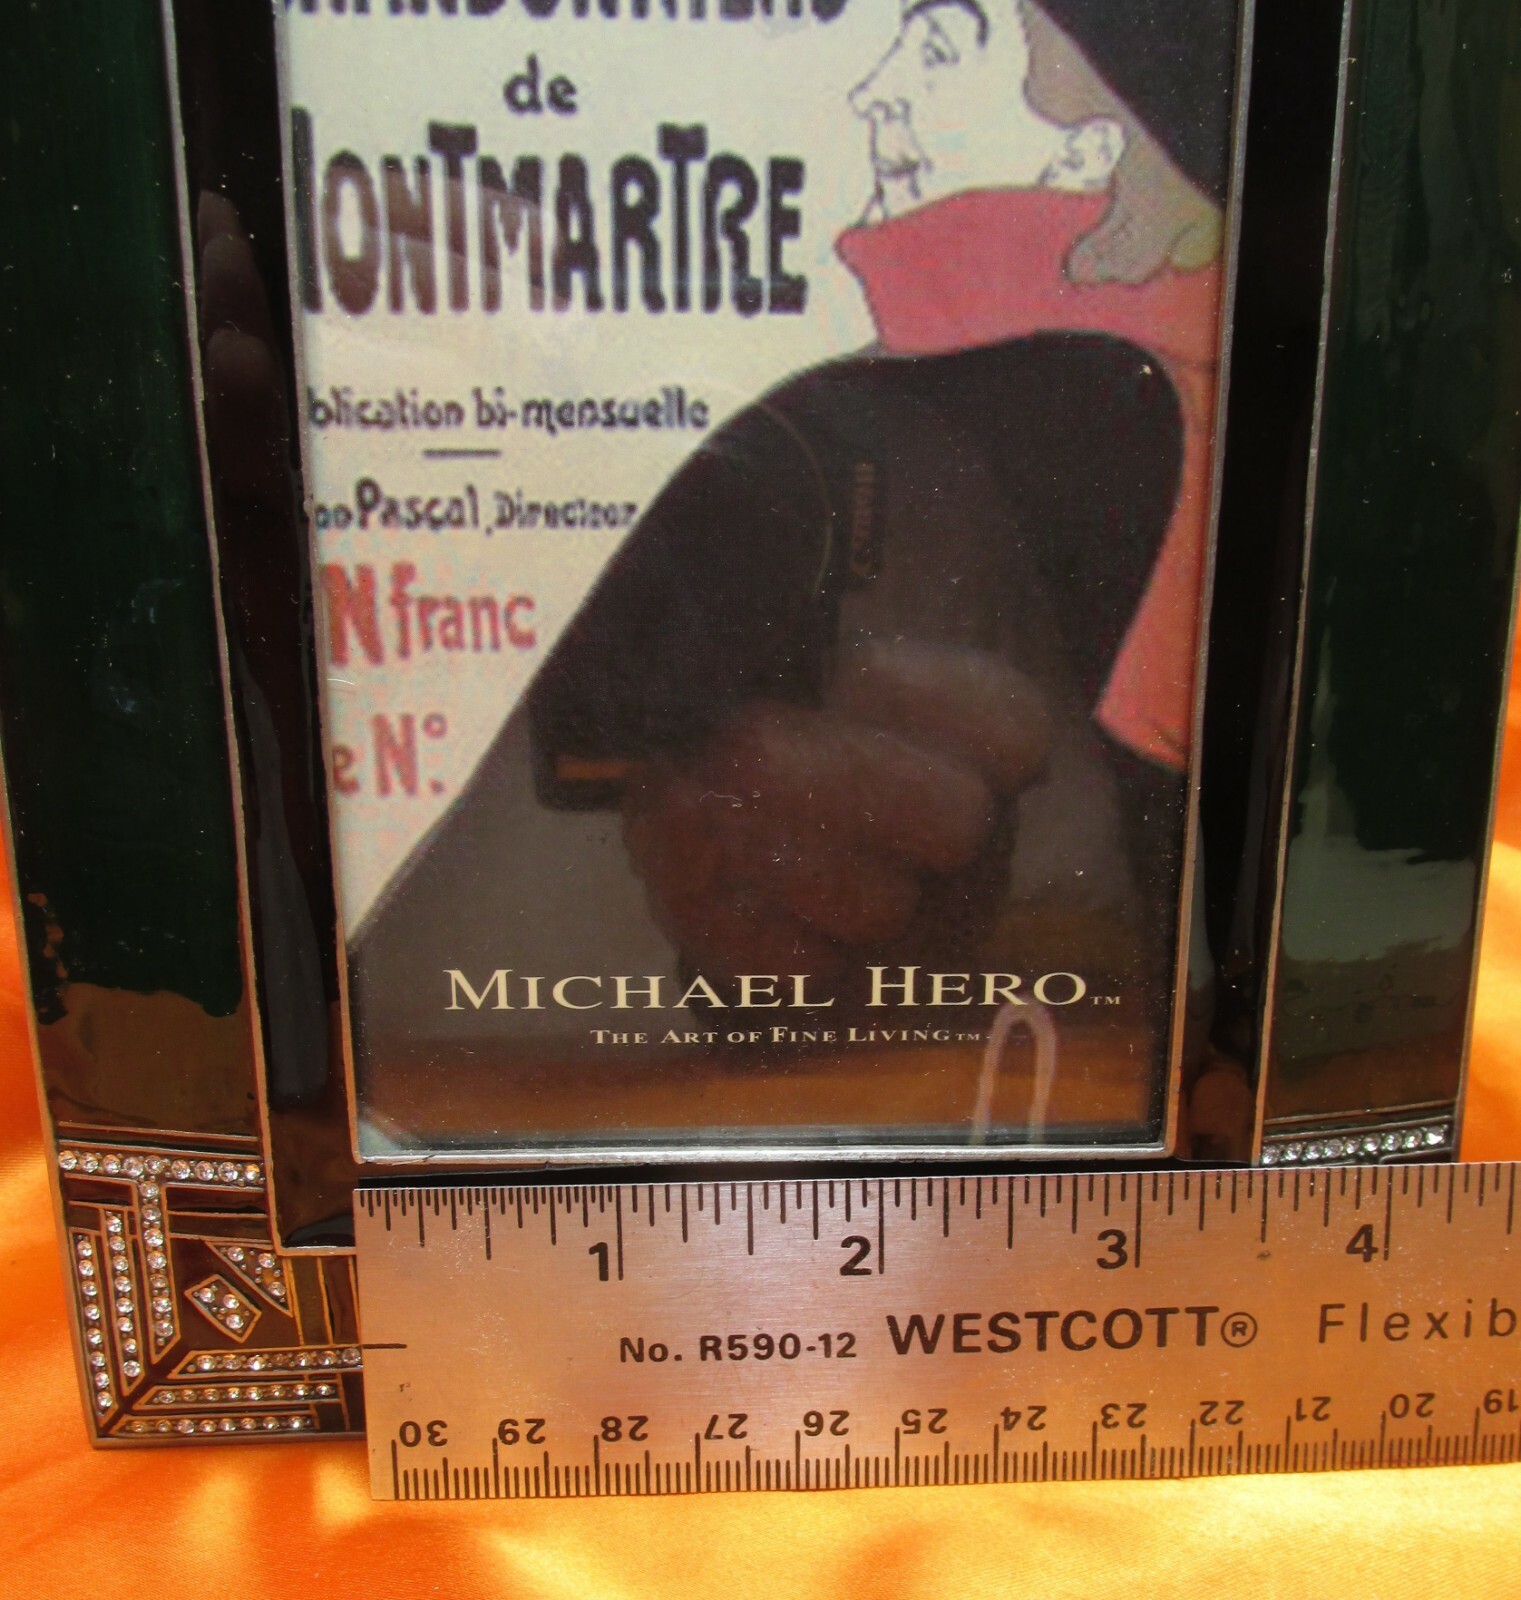 de
MONTMARTRE
blication bi-mensuelle
Pascal, Directeur
N franc
e N°.
MICHAEL HERO™
THE ART OF FINE LIVING™
1 2 3 4
No. R590-12 WESTCOTT® Flexib
30 29 28 27 26 25 24 23 22 21 20 19